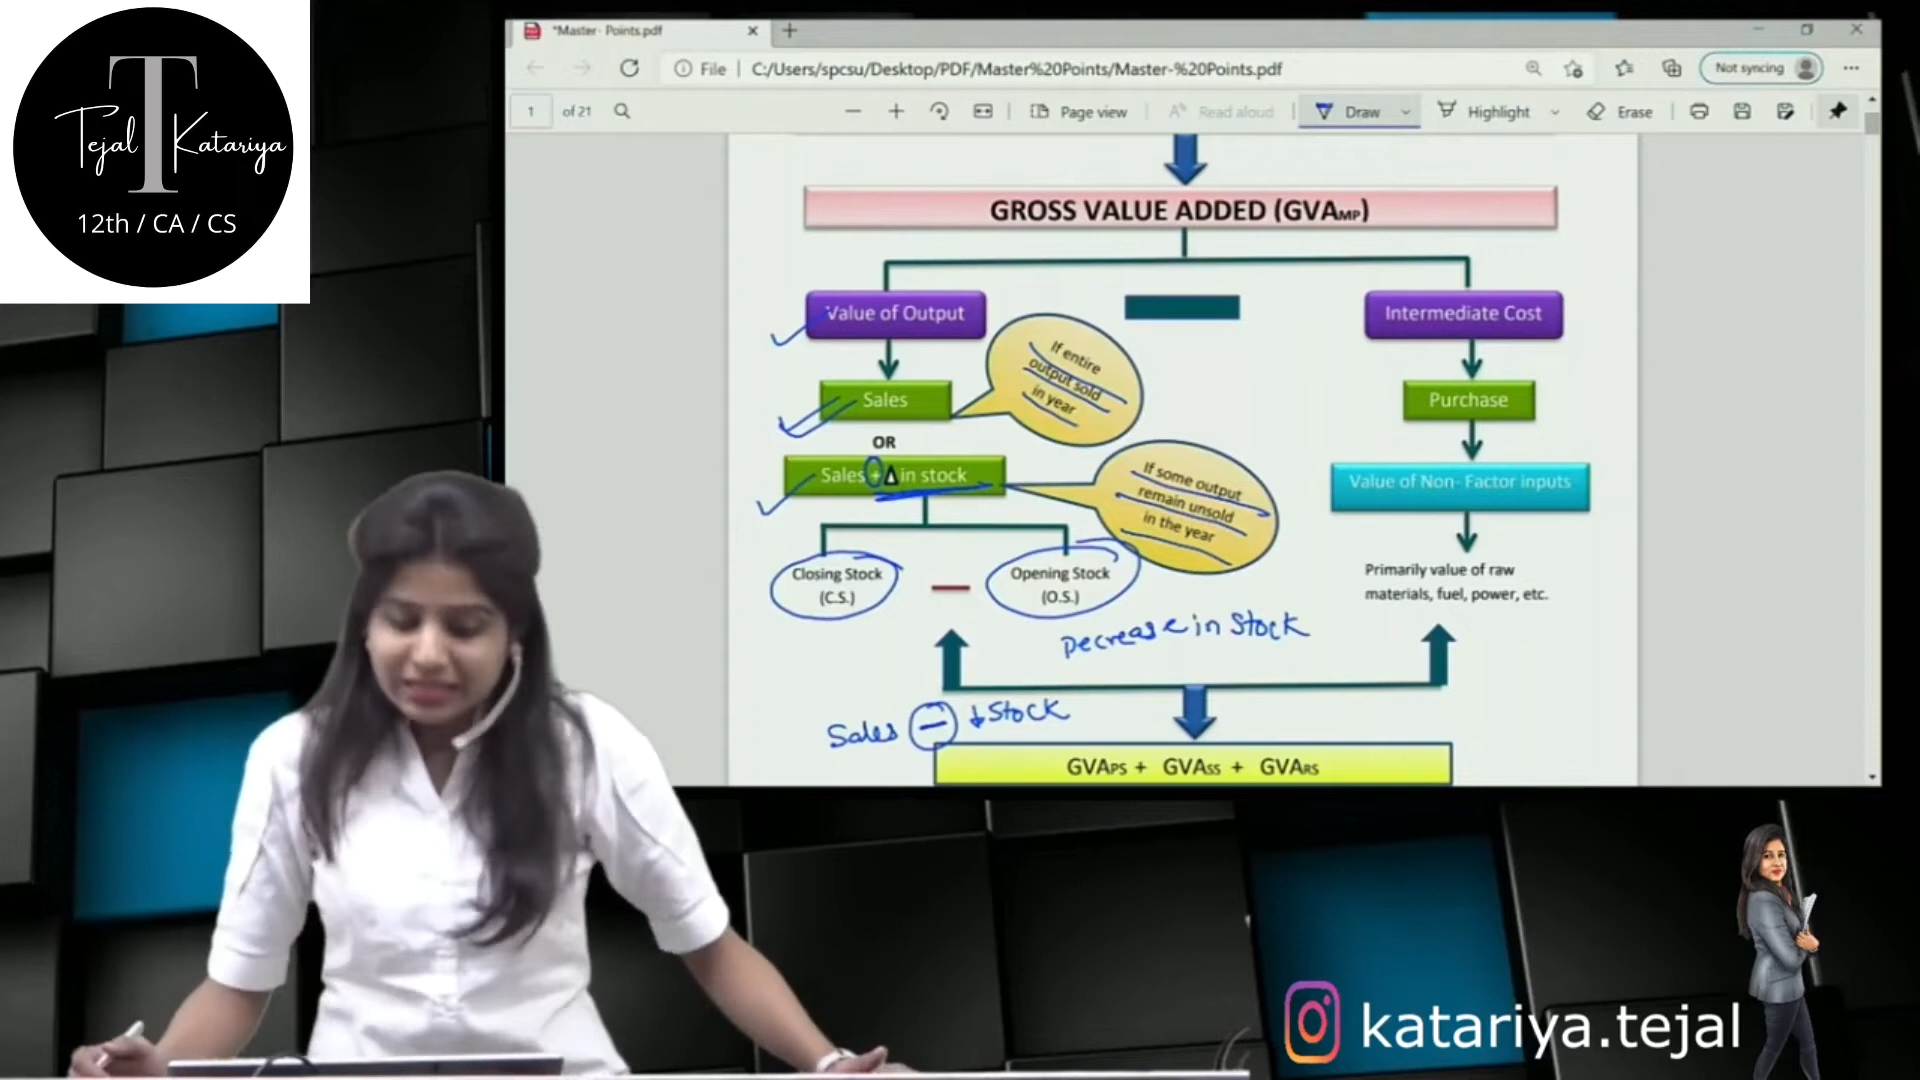 T
Tejal Katariya
12th / CA / CS
*Master- Points.pdf
File C:/Users/spcsu/Desktop/PDF/Master%20Points/Master-%20Points.pdf
Not syncing
1 of 21
Page view
Read aloud
Draw
Highlight
Erase
GROSS VALUE ADDED (GVAMP)
Value of Output
Intermediate Cost
If entire
output sold
in year
Sales
Purchase
OR
Sales + Δ in stock
If some output
remain unsold
in the year
Value of Non- Factor inputs
Closing Stock
(C.S.)
Opening Stock
(O.S.)
Primarily value of raw
materials, fuel, power, etc.
Decrease in Stock
Sales - ↓ Stock
GVAPS + GVASS + GVARS
katariya.tejal